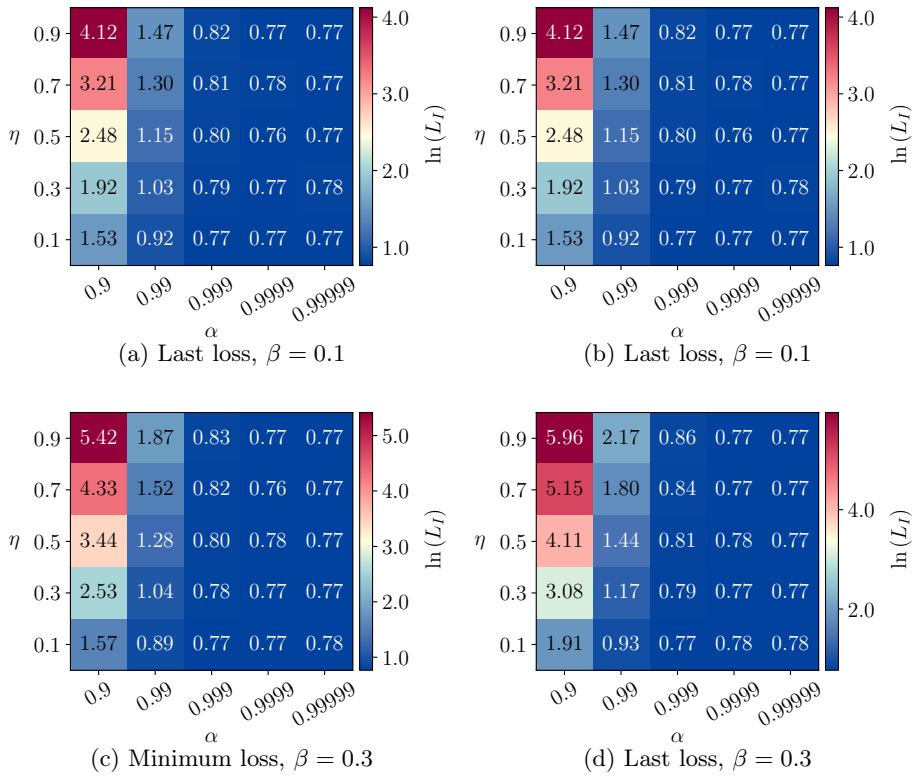 0.9 4.12 1.47 0.82 0.77 0.77 4.0
0.7 3.21 1.30 0.81 0.78 0.77 3.0
η 0.5 2.48 1.15 0.80 0.76 0.77 ln (L_I)
0.3 1.92 1.03 0.79 0.77 0.78 2.0
0.1 1.53 0.92 0.77 0.77 0.77 1.0
0.9 0.99 0.999 0.9999 0.99999
α
(a) Last loss, β = 0.1
0.9 4.12 1.47 0.82 0.77 0.77 4.0
0.7 3.21 1.30 0.81 0.78 0.77 3.0
η 0.5 2.48 1.15 0.80 0.76 0.77 ln (L_I)
0.3 1.92 1.03 0.79 0.77 0.78 2.0
0.1 1.53 0.92 0.77 0.77 0.77 1.0
0.9 0.99 0.999 0.9999 0.99999
α
(b) Last loss, β = 0.1
0.9 5.42 1.87 0.83 0.77 0.77 5.0
0.7 4.33 1.52 0.82 0.76 0.77 4.0
η 0.5 3.44 1.28 0.80 0.78 0.77 3.0 ln (L_I)
0.3 2.53 1.04 0.78 0.77 0.77 2.0
0.1 1.57 0.89 0.77 0.77 0.78 1.0
0.9 0.99 0.999 0.9999 0.99999
α
(c) Minimum loss, β = 0.3
0.9 5.96 2.17 0.86 0.77 0.77
0.7 5.15 1.80 0.84 0.77 0.77 4.0
η 0.5 4.11 1.44 0.81 0.78 0.77 ln (L_I)
0.3 3.08 1.17 0.79 0.77 0.77 2.0
0.1 1.91 0.93 0.77 0.78 0.78
0.9 0.99 0.999 0.9999 0.99999
α
(d) Last loss, β = 0.3